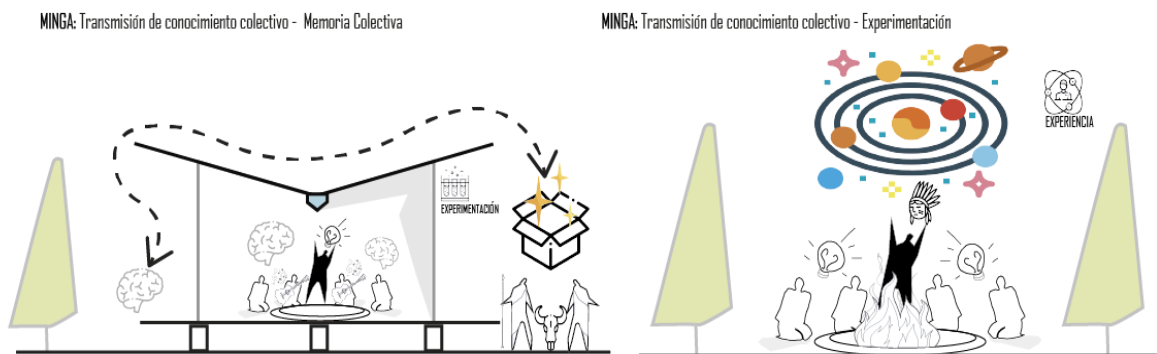 MINGA: Transmisión de conocimiento colectivo - Memoria Colectiva
MINGA: Transmisión de conocimiento colectivo - Experimentación
EXPERIENCIA
EXPERIMENTACIÓN